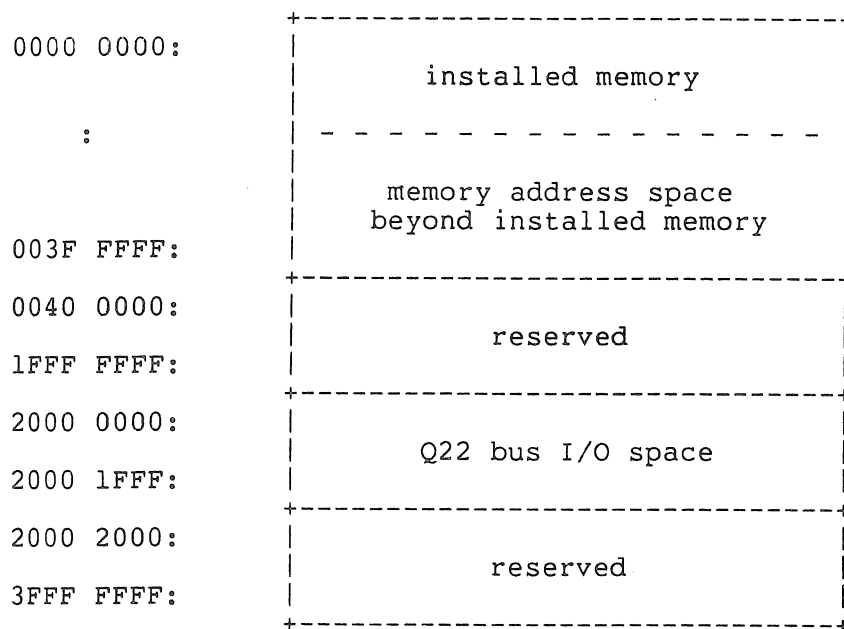 0000 0000:
installed memory
:
memory address space
beyond installed memory
003F FFFF:
0040 0000:
reserved
1FFF FFFF:
2000 0000:
Q22 bus I/O space
2000 1FFF:
2000 2000:
reserved
3FFF FFFF: